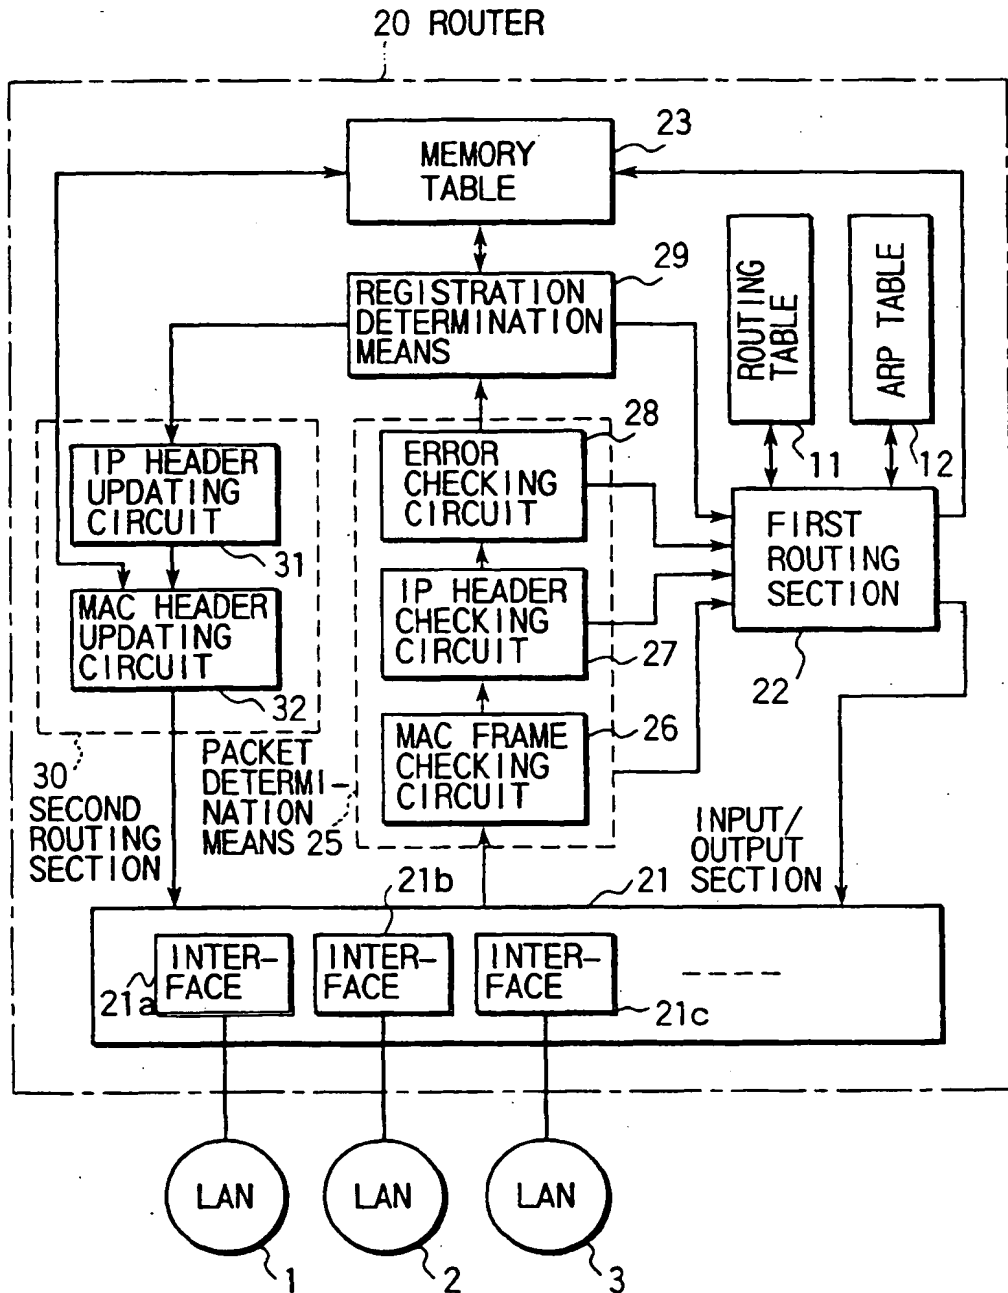 20 ROUTER
23
MEMORY
TABLE
29
REGISTRATION
DETERMINATION
MEANS
ROUTING
TABLE
ARP TABLE
11
12
28
ERROR
CHECKING
CIRCUIT
IP HEADER
UPDATING
CIRCUIT
31
FIRST
ROUTING
SECTION
22
IP HEADER
CHECKING
CIRCUIT
27
MAC HEADER
UPDATING
CIRCUIT
32
26
MAC FRAME
CHECKING
CIRCUIT
30
SECOND
ROUTING
SECTION
PACKET
DETERMI-
NATION
MEANS 25
INPUT/
OUTPUT
SECTION
21b
21
INTER-
FACE
21a
INTER-
FACE
INTER-
FACE
21c
LAN
LAN
LAN
1
2
3